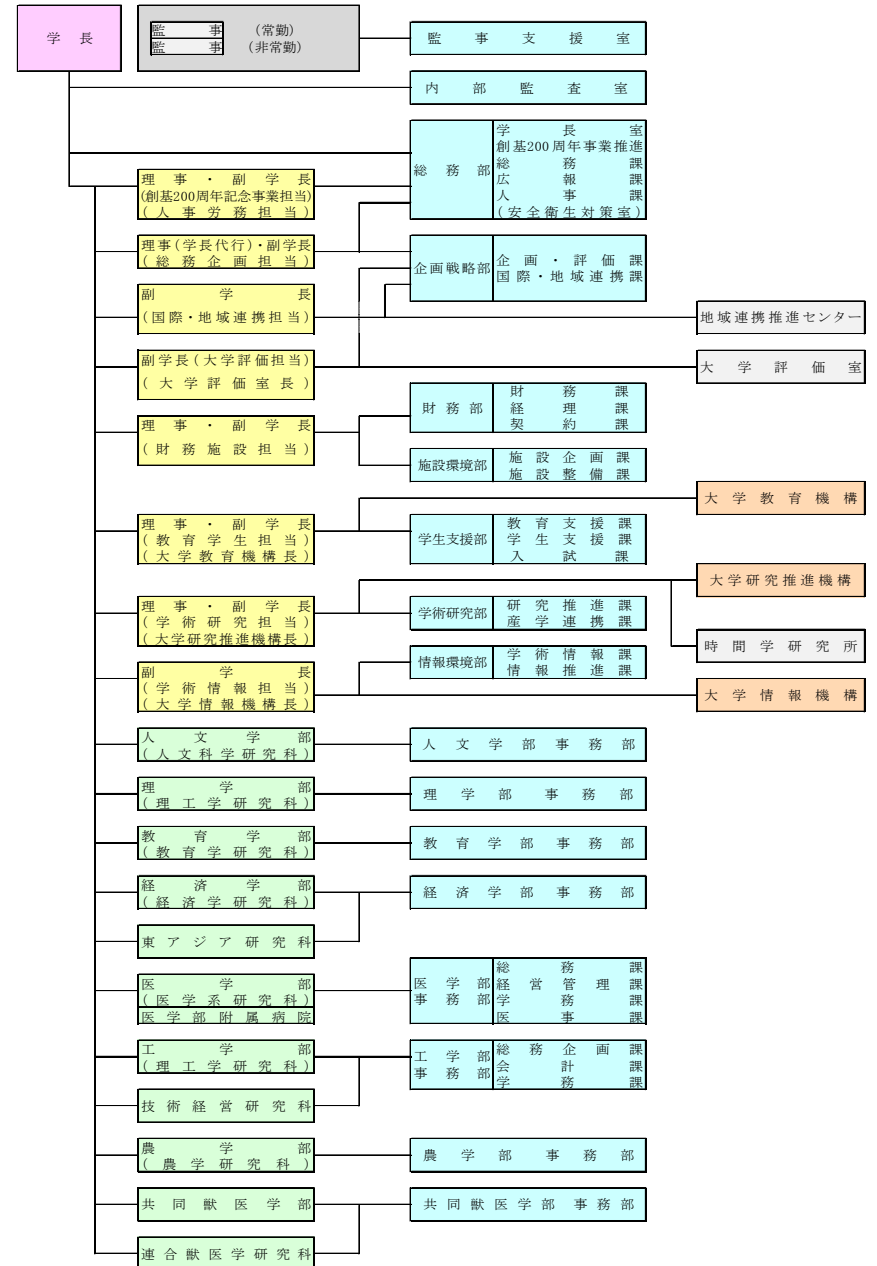 学長
監事 (常勤)
監事 (非常勤)
監事支援室
内部監査室
総務部
学長室
創基200周年事業推進
総務課
広報課
人事課
(安全衛生対策室)
理事・副学長
(創基200周年記念事業担当)
(人事労務担当)
理事(学長代行)・副学長
(総務企画担当)
企画戦略部
企画・評価課
国際・地域連携課
副学長
(国際・地域連携担当)
地域連携推進センター
副学長(大学評価担当)
(大学評価室長)
大学評価室
理事・副学長
(財務施設担当)
財務部
財務課
経理課
契約課
施設環境部
施設企画課
施設整備課
大学教育機構
理事・副学長
(教育学生担当)
(大学教育機構長)
学生支援部
教育支援課
学生支援課
入試課
大学研究推進機構
理事・副学長
(学術研究担当)
(大学研究推進機構長)
学術研究部
研究推進課
産学連携課
時間学研究所
情報環境部
学術情報課
情報推進課
副学長
(学術情報担当)
(大学情報機構長)
大学情報機構
人文学部
(人文科学研究科)
人文学部事務部
理学部
(理工学研究科)
理学部事務部
教育学部
(教育学研究科)
教育学部事務部
経済学部
(経済学研究科)
経済学部事務部
東アジア研究科
医学部
(医学系研究科)
医学部附属病院
医学部
事務部
総務課
経営管理課
学務課
医事課
工学部
(理工学研究科)
工学部
事務部
総務企画課
会計課
学務課
技術経営研究科
農学部
(農学研究科)
農学部事務部
共同獣医学部
共同獣医学部事務部
連合獣医学研究科